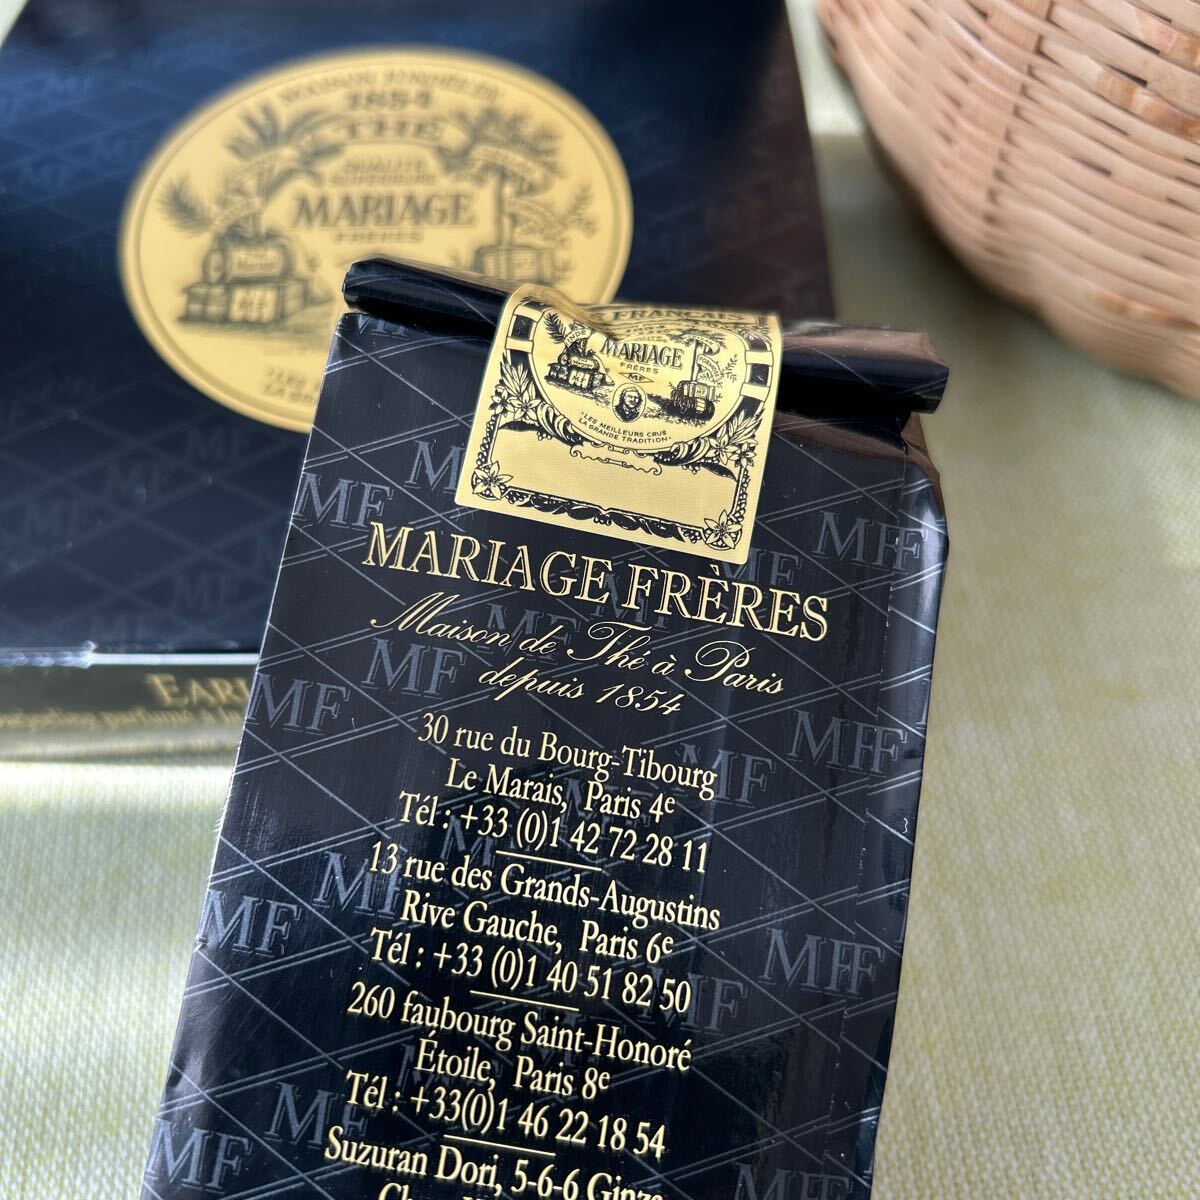 1854
THÉ
MARIAGE
FRÈRES
FRANÇAIS
MARIAGE
FRÈRES
MF
"LES MEILLEURS CRUS
LA GRANDE TRADITION"
MARIAGE FRÈRES
Maison de Thé à Paris
depuis 1854
30 rue du Bourg-Tibourg
Le Marais, Paris 4e
Tél : +33 (0)1 42 72 28 11
13 rue des Grands-Augustins
Rive Gauche, Paris 6e
Tél : +33 (0)1 40 51 82 50
260 faubourg Saint-Honoré
Étoile, Paris 8e
Tél : +33(0)1 46 22 18 54
Suzuran Dori, 5-6-6 Ginza